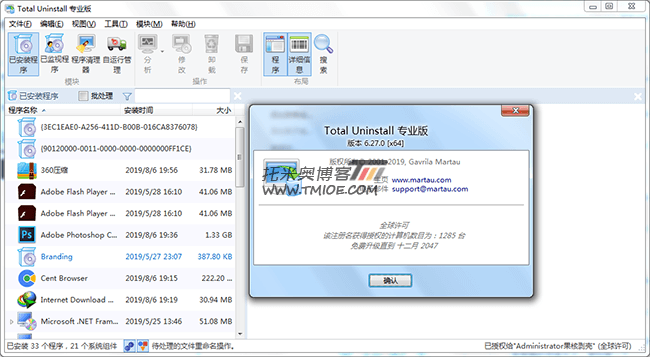 Total Uninstall 专业版
文件(F) 编辑(E) 视图(V) 工具(T) 模块(M) 帮助(H)
已安装程序 已监视程序 程序清理器 自运行管理 分析 修改 卸载 保存 程序 详细信息 搜索
模块 操作 布局
已安装程序 批处理
程序名称 安装时间 大小
{3EC1EAE0-A256-411D-B00B-016CA8376078}
{90120000-0011-0000-0000-0000000FF1CE}
360压缩 2019/8/6 19:56 31.78 MB
Adobe Flash Player ... 2019/5/28 16:10 41.06 MB
Adobe Flash Player ... 2019/5/28 16:10 41.06 MB
Adobe Photoshop C... 2019/8/6 19:36 1.33 GB
Branding 2019/5/27 23:07 387.80 KB
Cent Browser 2019/8/6 19:15 222.20 ...
Internet Download ... 2019/8/6 19:19 30.94 MB
Microsoft .NET Fram... 2019/5/25 13:46 51.08 MB
已安装 33 个程序，21 个系统组件 待处理的文件重命名操作。 已授权给"Administrator果核剥壳" (全球许可)
Total Uninstall 专业版
版本 6.27.0 [x64]
版权所有 © 2001-2019, Gavrila Martau
主页 www.martau.com
邮件 support@martau.com
托米奥博客
WWW.TMIOE.COM
全球许可
该注册名获得授权的计算机数目为：1285 台
免费升级直到 十二月 2047
确认